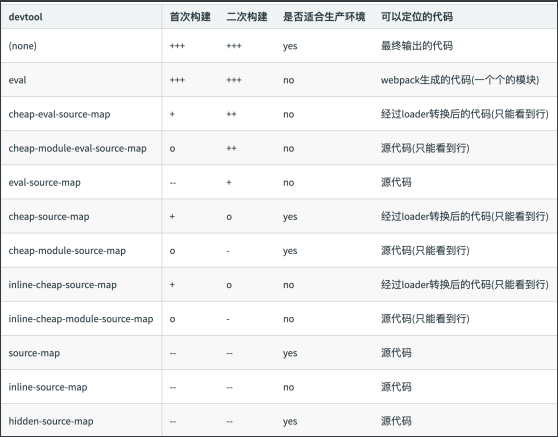 devtool 首次构建 二次构建 是否适合生产环境 可以定位的代码
(none) +++ +++ yes 最终输出的代码
eval +++ +++ no webpack生成的代码(一个个的模块)
cheap-eval-source-map + ++ no 经过loader转换后的代码(只能看到行)
cheap-module-eval-source-map o ++ no 源代码(只能看到行)
eval-source-map -- + no 源代码
cheap-source-map + o yes 经过loader转换后的代码(只能看到行)
cheap-module-source-map o - yes 源代码(只能看到行)
inline-cheap-source-map + o no 经过loader转换后的代码(只能看到行)
inline-cheap-module-source-map o - no 源代码(只能看到行)
source-map -- -- yes 源代码
inline-source-map -- -- no 源代码
hidden-source-map -- -- yes 源代码